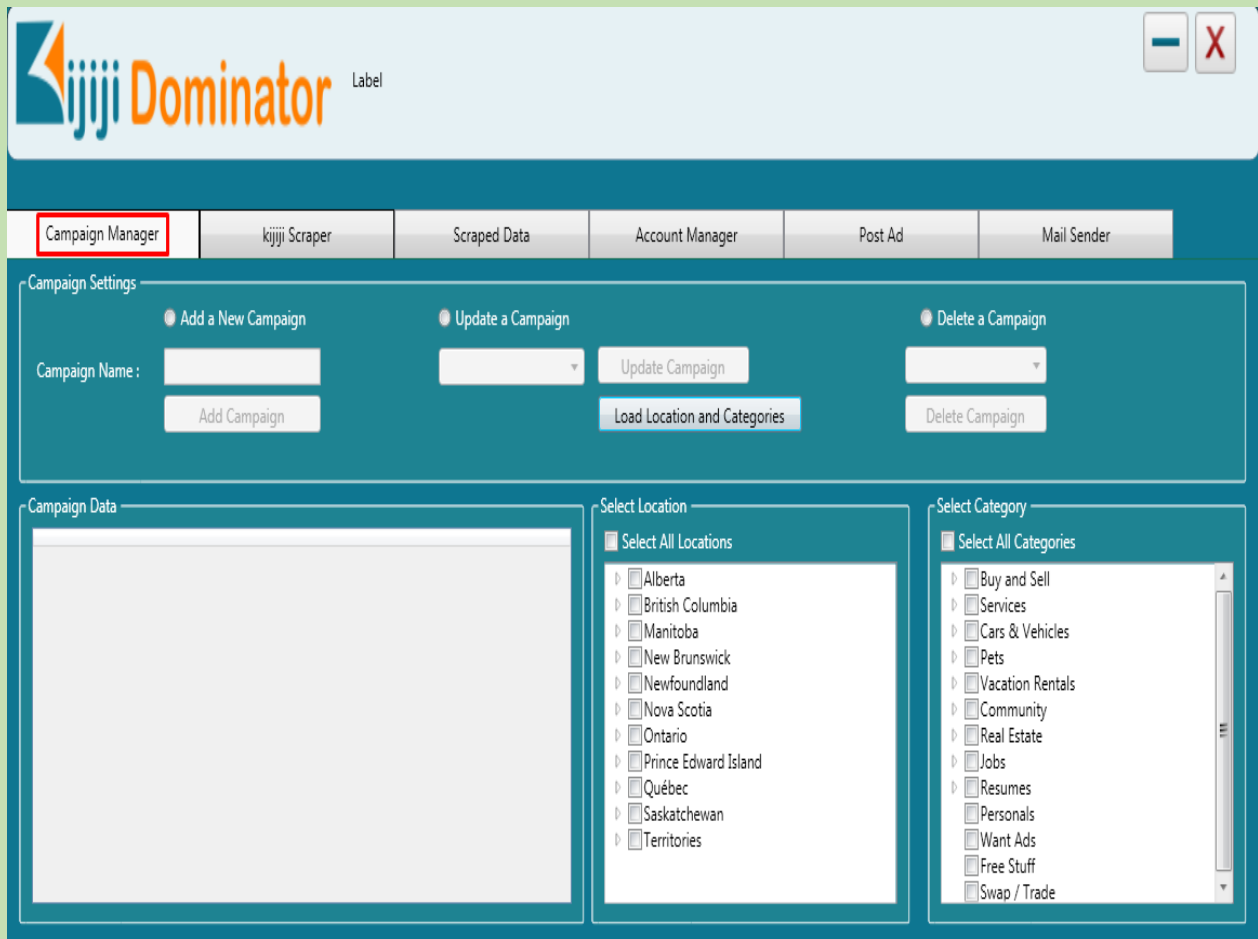 Kijiji Dominator
Label
X
Campaign Manager
kijiji Scraper
Scraped Data
Account Manager
Post Ad
Mail Sender
Campaign Settings
Add a New Campaign
Update a Campaign
Delete a Campaign
Campaign Name :
Update Campaign
Add Campaign
Load Location and Categories
Delete Campaign
Campaign Data
Select Location
Select All Locations
Alberta
British Columbia
Manitoba
New Brunswick
Newfoundland
Nova Scotia
Ontario
Prince Edward Island
Québec
Saskatchewan
Territories
Select Category
Select All Categories
Buy and Sell
Services
Cars & Vehicles
Pets
Vacation Rentals
Community
Real Estate
Jobs
Resumes
Personals
Want Ads
Free Stuff
Swap / Trade